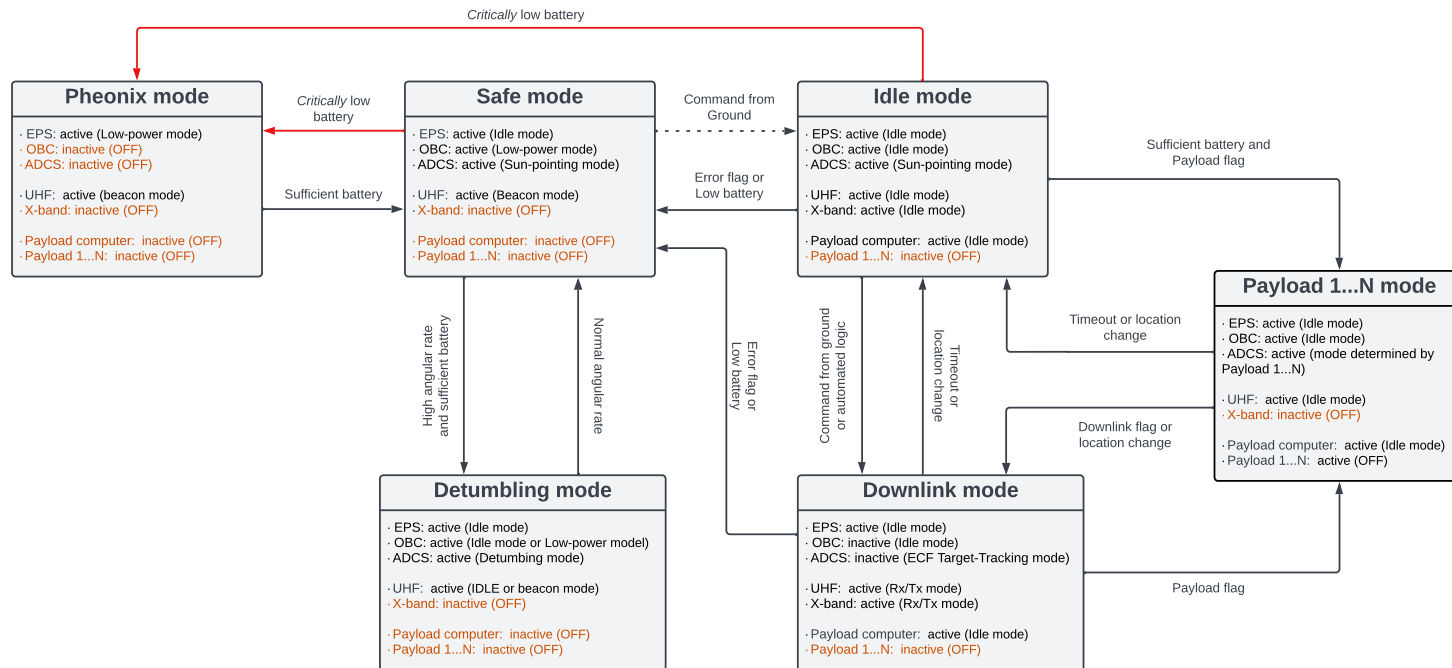 Critically low battery
Pheonix mode
· EPS: active (Low-power mode)
· OBC: inactive (OFF)
· ADCS: inactive (OFF)
· UHF: active (beacon mode)
· X-band: inactive (OFF)
· Payload computer: inactive (OFF)
· Payload 1...N: inactive (OFF)
Critically low
battery
Sufficient battery
Safe mode
· EPS: active (Idle mode)
· OBC: active (Low-power mode)
· ADCS: active (Sun-pointing mode)
· UHF: active (Beacon mode)
· X-band: inactive (OFF)
· Payload computer: inactive (OFF)
· Payload 1...N: inactive (OFF)
Command from
Ground
Error flag or
Low battery
Idle mode
· EPS: active (Idle mode)
· OBC: active (Idle mode)
· ADCS: active (Sun-pointing mode)
· UHF: active (Idle mode)
· X-band: active (Idle mode)
· Payload computer: active (Idle mode)
· Payload 1...N: inactive (OFF)
Sufficient battery and
Payload flag
Payload 1...N mode
· EPS: active (Idle mode)
· OBC: active (Idle mode)
· ADCS: active (mode determined by
Payload 1...N)
· UHF: active (Idle mode)
· X-band: inactive (OFF)
· Payload computer: active (Idle mode)
· Payload 1...N: active (OFF)
Timeout or location
change
Downlink flag or
location change
High angular rate
and sufficient battery
Normal angular rate
Error flag or
Low battery
Command from ground
or automated logic
Timeout or
location change
Detumbling mode
· EPS: active (Idle mode)
· OBC: active (Idle mode or Low-power model)
· ADCS: active (Detumbing mode)
· UHF: active (IDLE or beacon mode)
· X-band: inactive (OFF)
· Payload computer: inactive (OFF)
· Payload 1...N: inactive (OFF)
Downlink mode
· EPS: active (Idle mode)
· OBC: inactive (Idle mode)
· ADCS: inactive (ECF Target-Tracking mode)
· UHF: active (Rx/Tx mode)
· X-band: active (Rx/Tx mode)
· Payload computer: active (Idle mode)
· Payload 1...N: inactive (OFF)
Payload flag